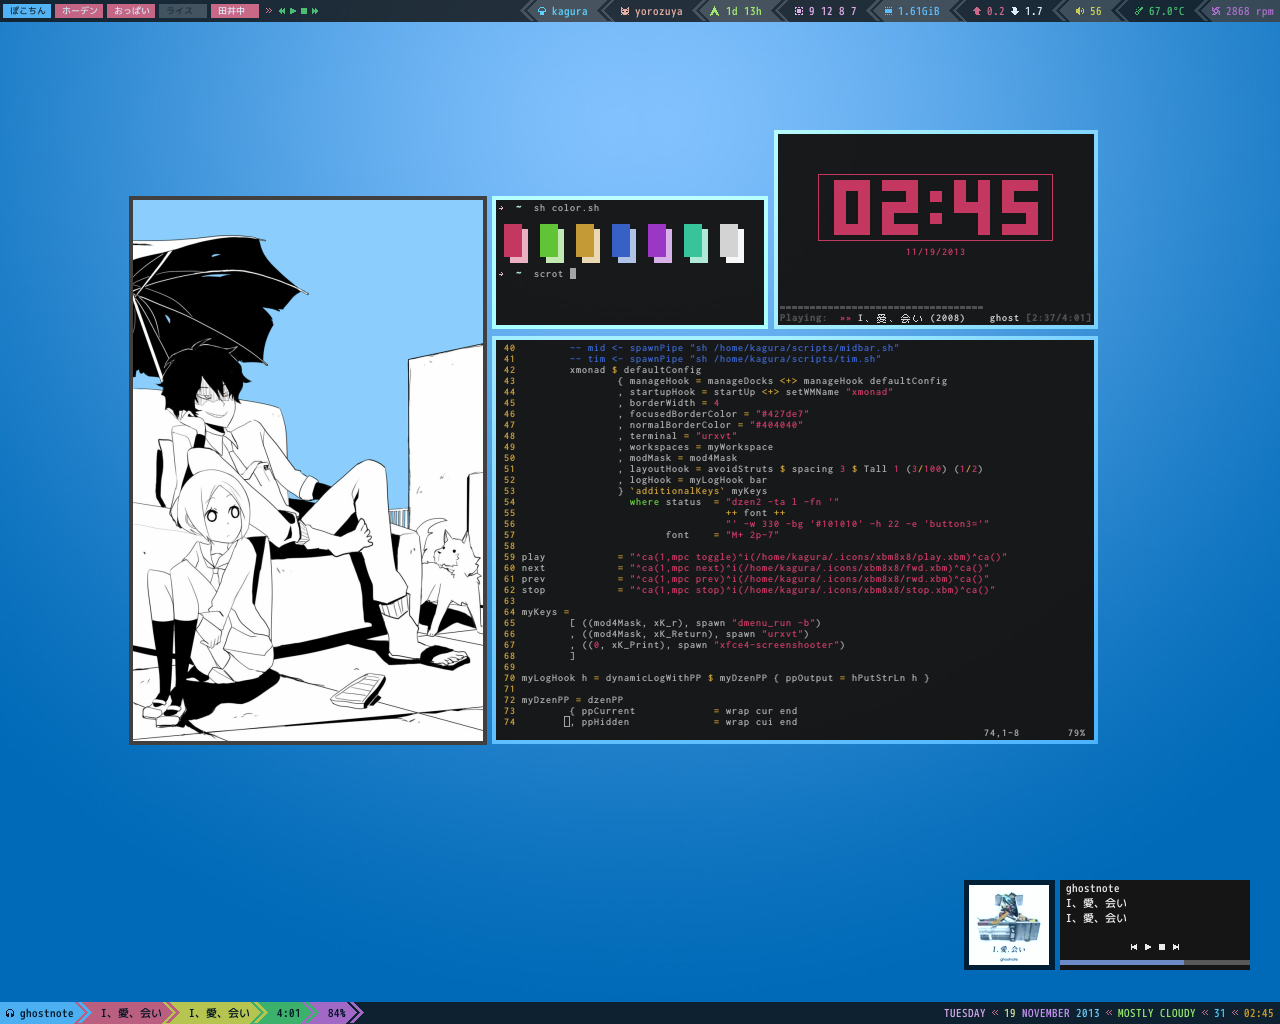 ぽこちん ホーデン おっぱい ライス 田井中 »
kagura yorozuya 1d 13h 9 12 8 7 1.61GiB 0.2 1.7 56 67.0°C 2868 rpm
→ ~ sh color.sh
→ ~ scrot
02:45
11/19/2013
==================================
Playing: »» I、愛、会い (2008) ghost [2:37/4:01]
40 -- mid <- spawnPipe "sh /home/kagura/scripts/midbar.sh"
41 -- tim <- spawnPipe "sh /home/kagura/scripts/tim.sh"
42 xmonad $ defaultConfig
43 { manageHook = manageDocks <+> manageHook defaultConfig
44 , startupHook = startUp <+> setWMName "xmonad"
45 , borderWidth = 4
46 , focusedBorderColor = "#427de7"
47 , normalBorderColor = "#404040"
48 , terminal = "urxvt"
49 , workspaces = myWorkspace
50 , modMask = mod4Mask
51 , layoutHook = avoidStruts $ spacing 3 $ Tall 1 (3/100) (1/2)
52 , logHook = myLogHook bar
53 } `additionalKeys` myKeys
54 where status = "dzen2 -ta l -fn '"
55 ++ font ++
56 "' -w 330 -bg '#101010' -h 22 -e 'button3='"
57 font = "M+ 2p-7"
58
59 play = "^ca(1,mpc toggle)^i(/home/kagura/.icons/xbm8x8/play.xbm)^ca()"
60 next = "^ca(1,mpc next)^i(/home/kagura/.icons/xbm8x8/fwd.xbm)^ca()"
61 prev = "^ca(1,mpc prev)^i(/home/kagura/.icons/xbm8x8/rwd.xbm)^ca()"
62 stop = "^ca(1,mpc stop)^i(/home/kagura/.icons/xbm8x8/stop.xbm)^ca()"
63
64 myKeys =
65 [ ((mod4Mask, xK_r), spawn "dmenu_run -b")
66 , ((mod4Mask, xK_Return), spawn "urxvt")
67 , ((0, xK_Print), spawn "xfce4-screenshooter")
68 ]
69
70 myLogHook h = dynamicLogWithPP $ myDzenPP { ppOutput = hPutStrLn h }
71
72 myDzenPP = dzenPP
73 { ppCurrent = wrap cur end
74 , ppHidden = wrap cui end
74,1-8 79%
I、愛、会い
ghostnote
ghostnote
I、愛、会い
I、愛、会い
ghostnote I、愛、会い I、愛、会い 4:01 84%
TUESDAY « 19 NOVEMBER 2013 « MOSTLY CLOUDY « 31 « 02:45